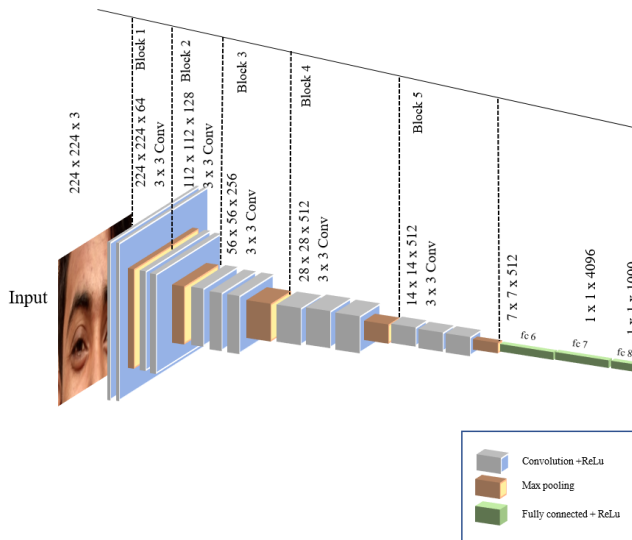 Block 1
Block 2
Block 3
Block 4
Block 5
224 x 224 x 3
224 x 224 x 64
3 x 3 Conv
112 x 112 x 128
3 x 3 Conv
56 x 56 x 256
3 x 3 Conv
28 x 28 x 512
3 x 3 Conv
14 x 14 x 512
3 x 3 Conv
7 x 7 x 512
1 x 1 x 4096
Input
fc 6
fc 7
fc 8
Convolution +ReLu
Max pooling
Fully connected + ReLu